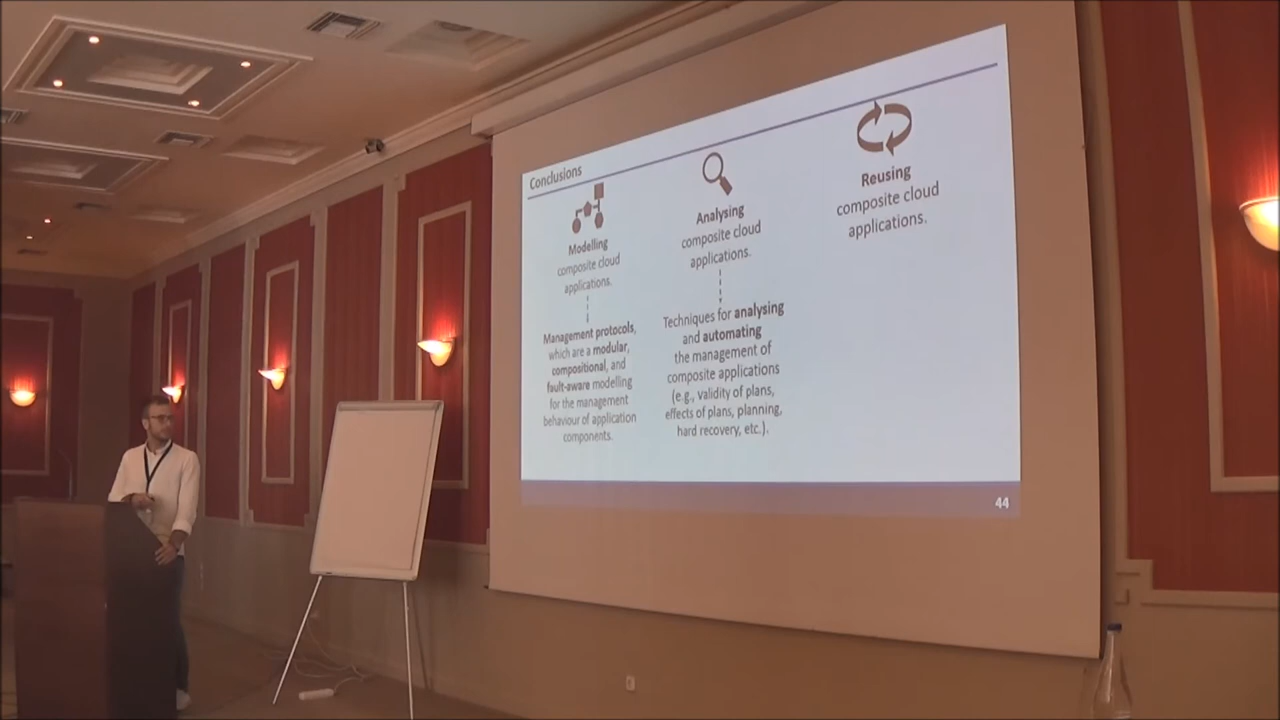 Conclusions
Modelling
composite cloud
applications.
Management protocols,
which are a modular,
compositional, and
fault-aware modelling
for the management
behaviour of application
components.
Analysing
composite cloud
applications.
Techniques for analysing
and automating
the management of
composite applications
(e.g., validity of plans,
effects of plans, planning,
hard recovery, etc.).
Reusing
composite cloud
applications.
44